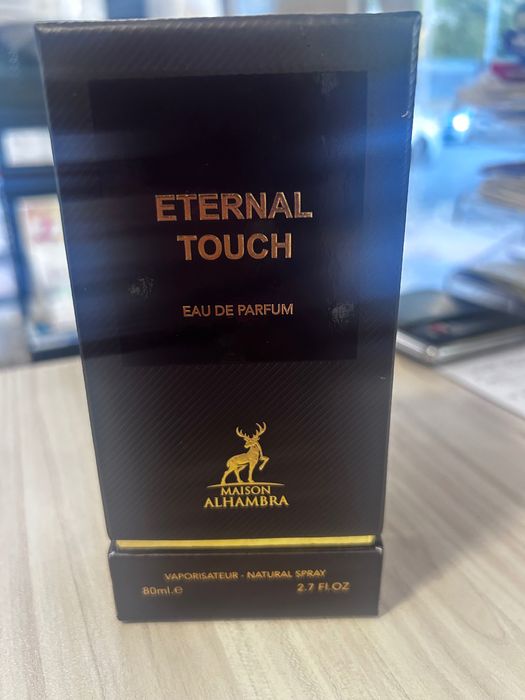 ETERNAL
TOUCH
EAU DE PARFUM
MAISON
ALHAMBRA
VAPORISATEUR - NATURAL SPRAY
80ml.e 2.7 Fl.OZ